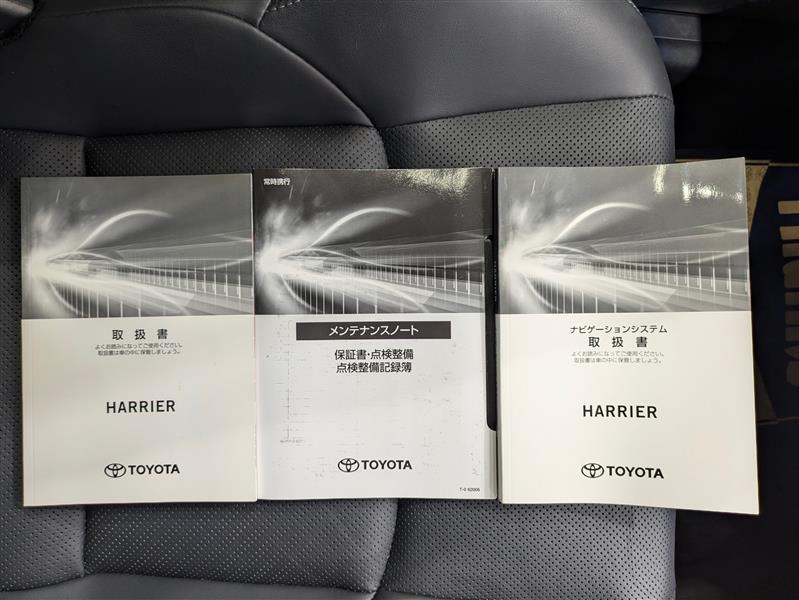 取扱書
よくお読みになってご使用ください。
取扱書は車の中に保管しましょう。
HARRIER
TOYOTA
常時携行
メンテナンスノート
保証書・点検整備
点検整備記録簿
TOYOTA
T-0 62005
HARRIER
ナビゲーションシステム
取扱書
よくお読みになってご使用ください。
取扱書は車の中に保管しましょう。
HARRIER
TOYOTA